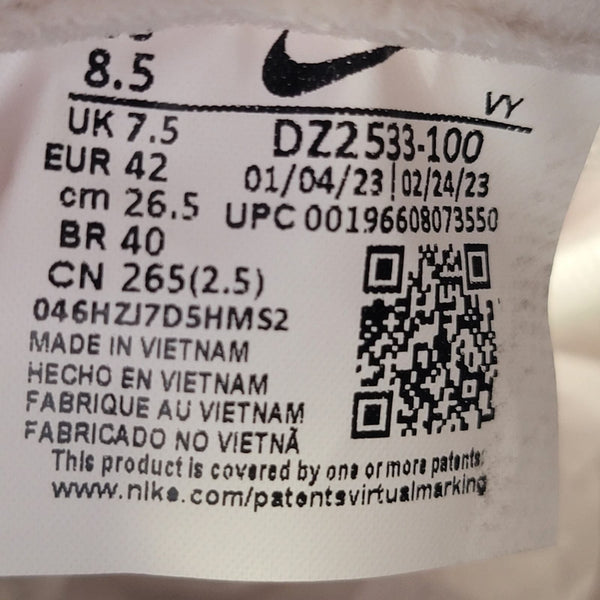 8.5
VY
UK 7.5
DZ2533-100
EUR 42
01/04/23 | 02/24/23
cm 26.5
UPC 00196608073550
BR 40
CN 265(2.5)
046HZJ7D5HMS2
MADE IN VIETNAM
HECHO EN VIETNAM
FABRIQUE AU VIETNAM
FABRICADO NO VIETNÃ
This product is covered by one or more patents:
www.nike.com/patentsvirtualmarking